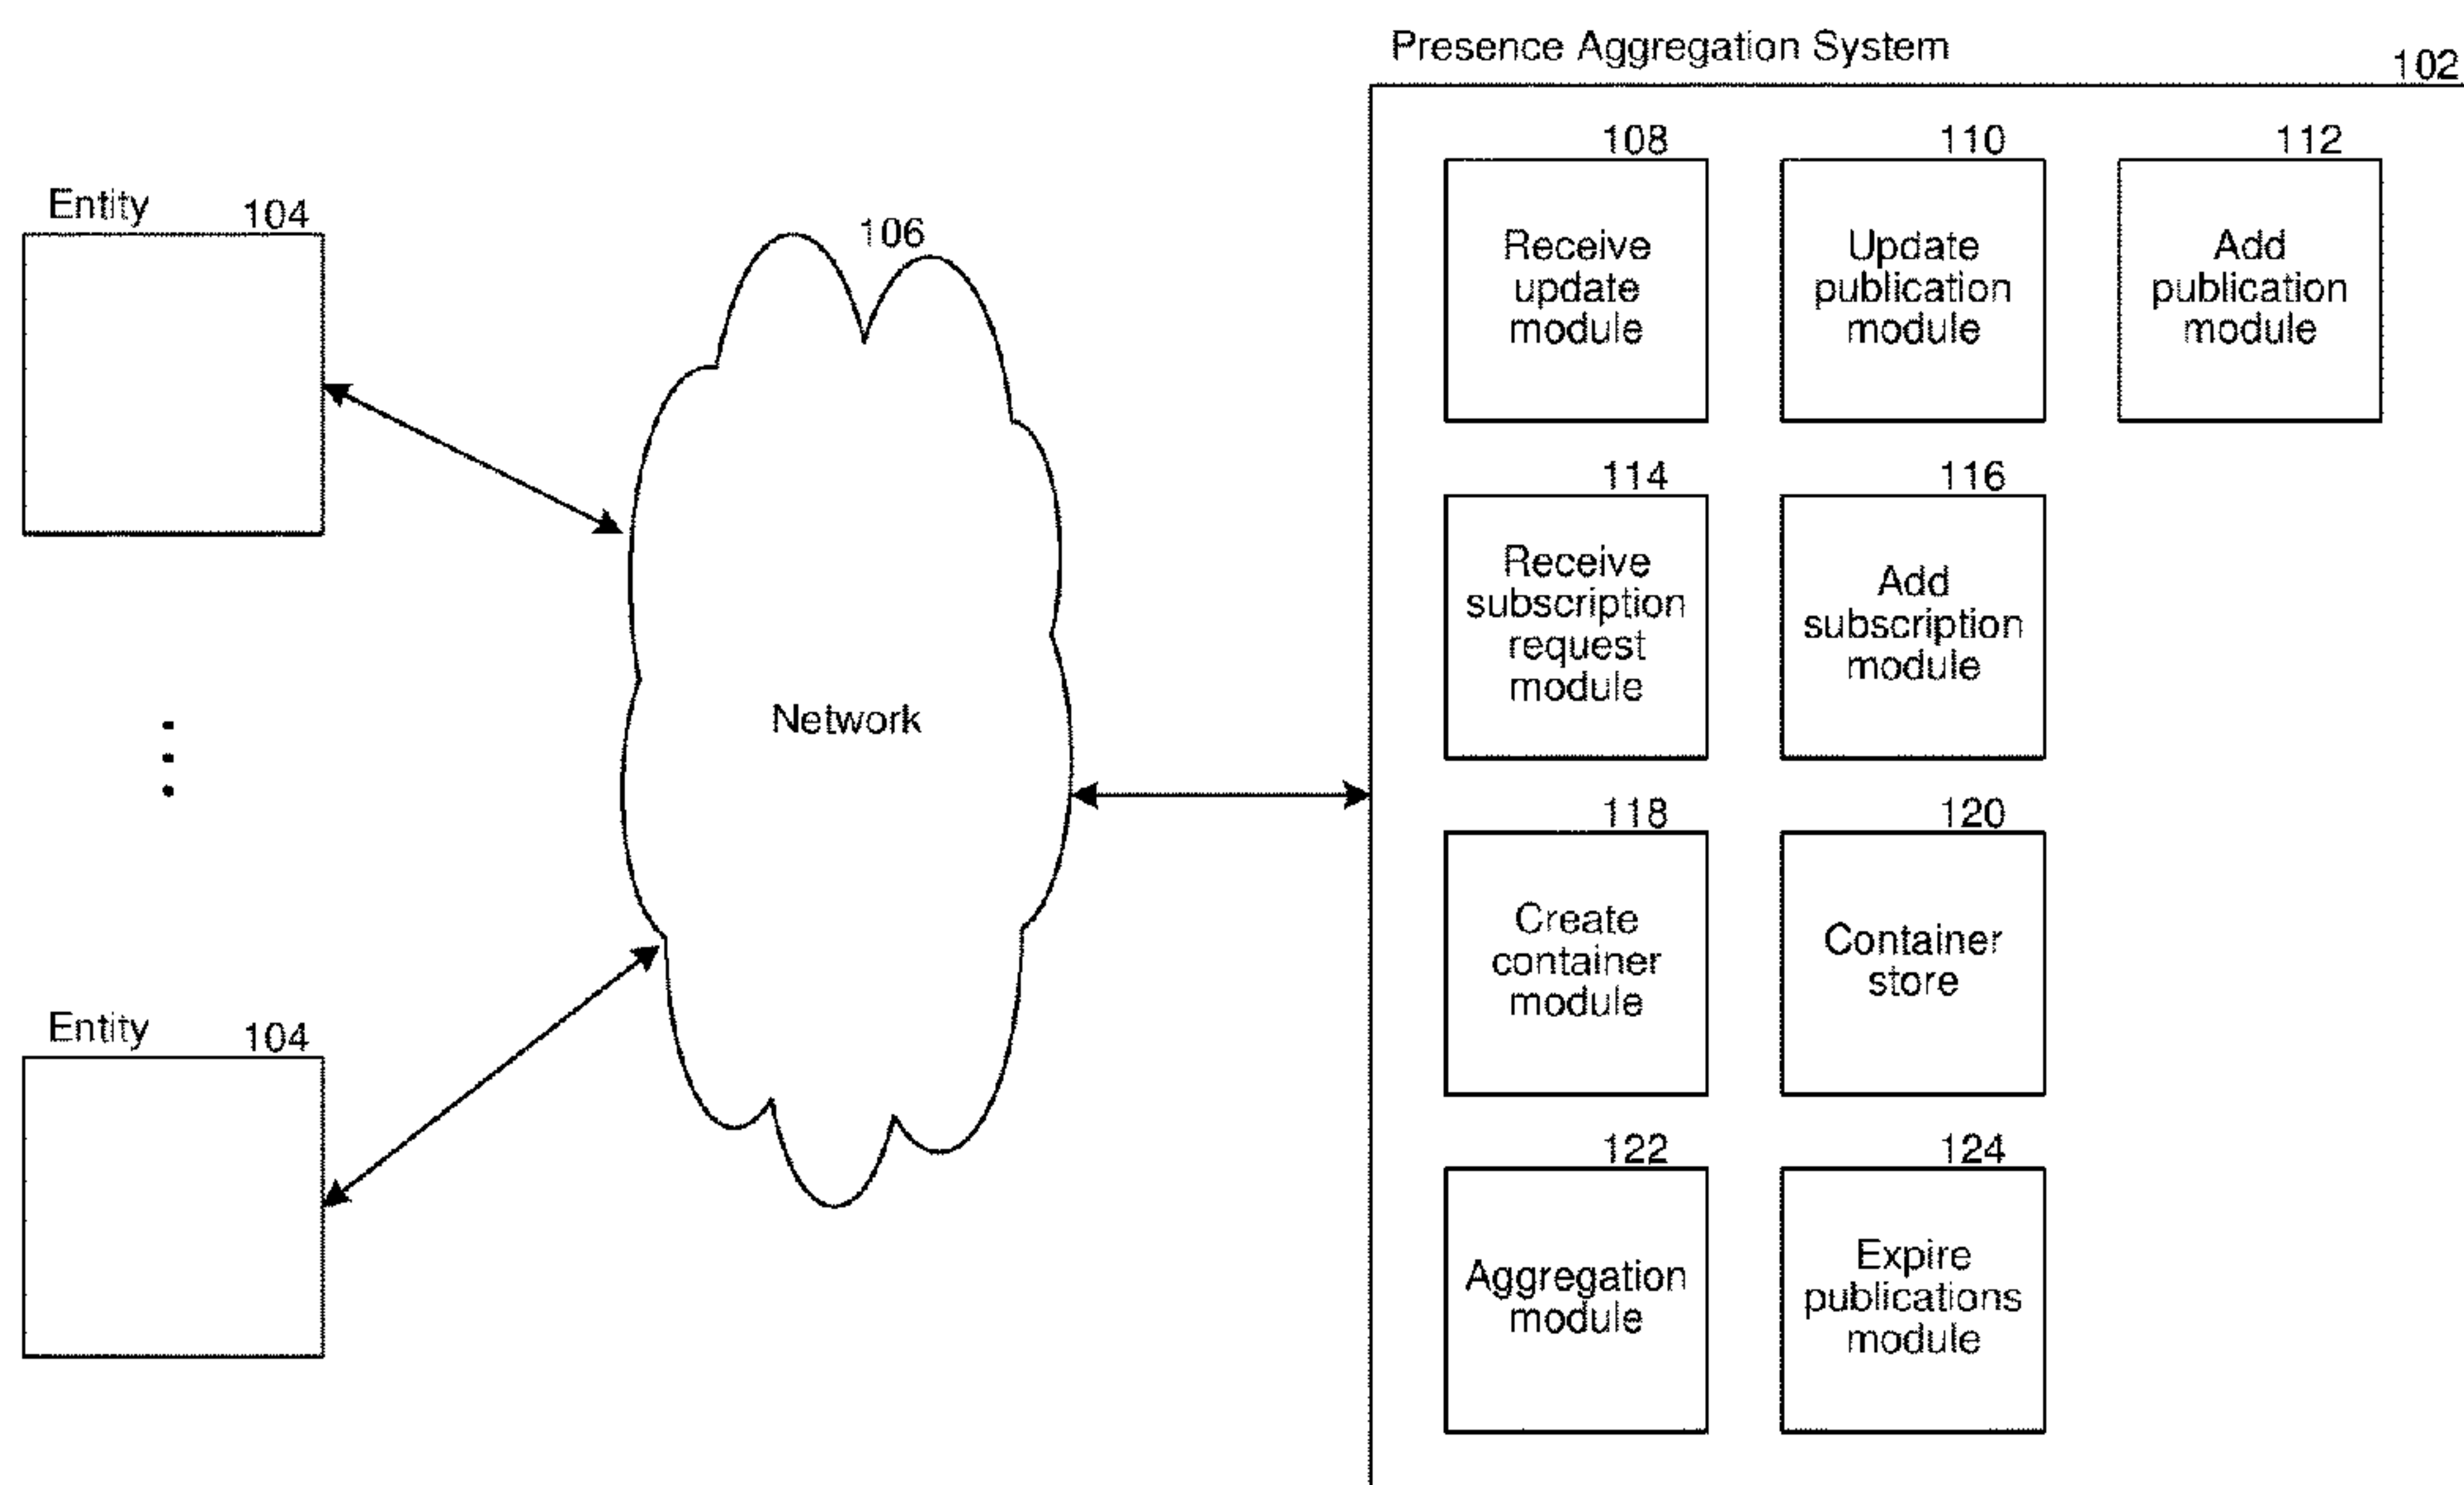 Presence Aggregation System
102
108
110
112
Receive
update
module
Update
publication
module
Add
publication
module
Entity
104
106
114
116
Receive
subscription
request
module
Add
subscription
module
Network
118
120
Create
container
module
Container
store
Entity
104
122
124
Aggregation
module
Expire
publications
module